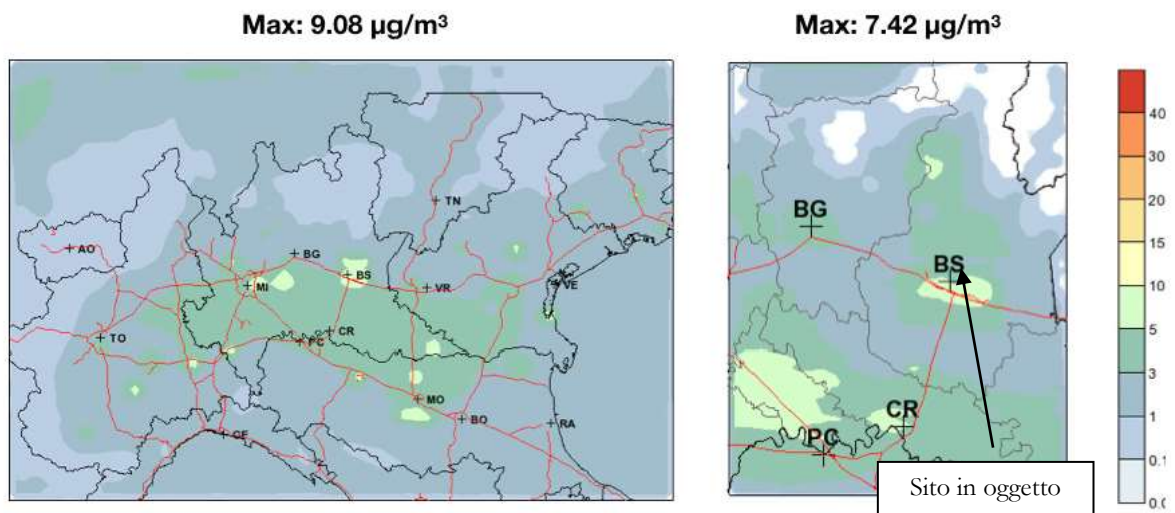 Max: 9.08 µg/m³
Max: 7.42 µg/m³
TN
AO
BG
BS
MI
VR
VE
TO
CR
PC
MO
BO
RA
GE
BG
BS
CR
PC
Sito in oggetto
40
30
20
15
10
5
3
1
0.1